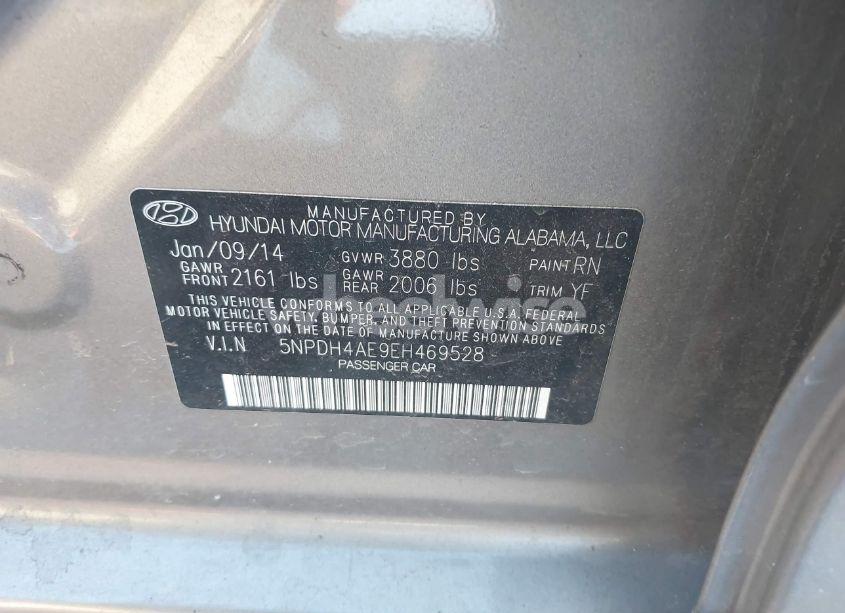 MANUFACTURED BY
HYUNDAI MOTOR MANUFACTURING ALABAMA, LLC
Jan/09/14 GVWR 3880 lbs PAINT RN
GAWR FRONT 2161 lbs GAWR REAR 2006 lbs TRIM YF
THIS VEHICLE CONFORMS TO ALL APPLICABLE U.S.A. FEDERAL
MOTOR VEHICLE SAFETY, BUMPER, AND THEFT PREVENTION STANDARDS
IN EFFECT ON THE DATE OF MANUFACTURE SHOWN ABOVE.
V.I.N 5NPDH4AE9EH469528
PASSENGER CAR